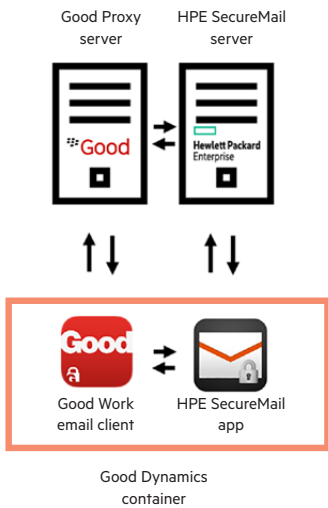 Good Proxy
server
HPE SecureMail
server
Good
Hewlett Packard
Enterprise
Good
Good Work
email client
HPE SecureMail
app
Good Dynamics
container